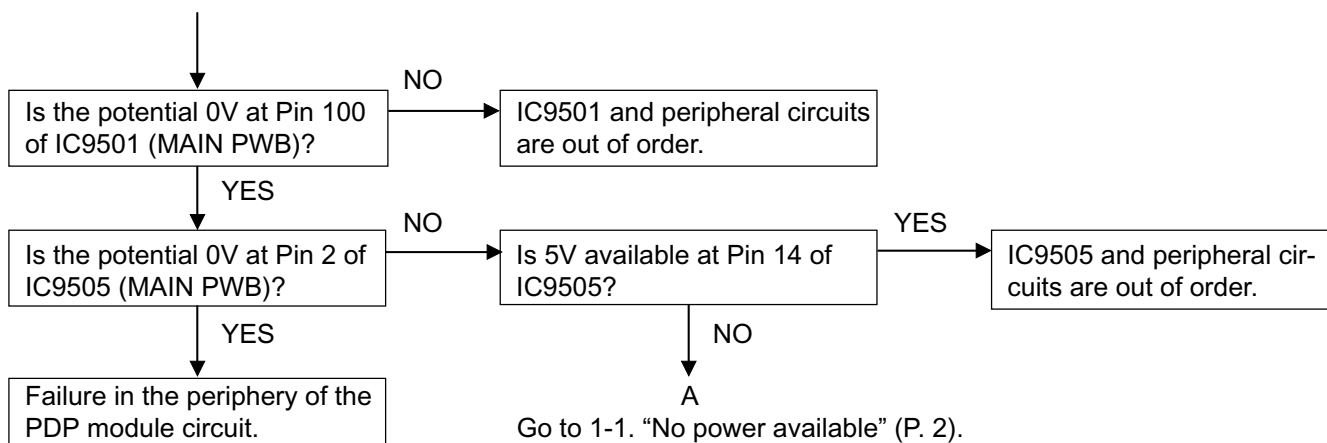 NO
Is the potential 0V at Pin 100
of IC9501 (MAIN PWB)?
IC9501 and peripheral circuits
are out of order.
YES
NO
YES
Is the potential 0V at Pin 2 of
IC9505 (MAIN PWB)?
Is 5V available at Pin 14 of
IC9505?
IC9505 and peripheral cir-
cuits are out of order.
YES
NO
Failure in the periphery of the
PDP module circuit.
A
Go to 1-1. “No power available” (P. 2).